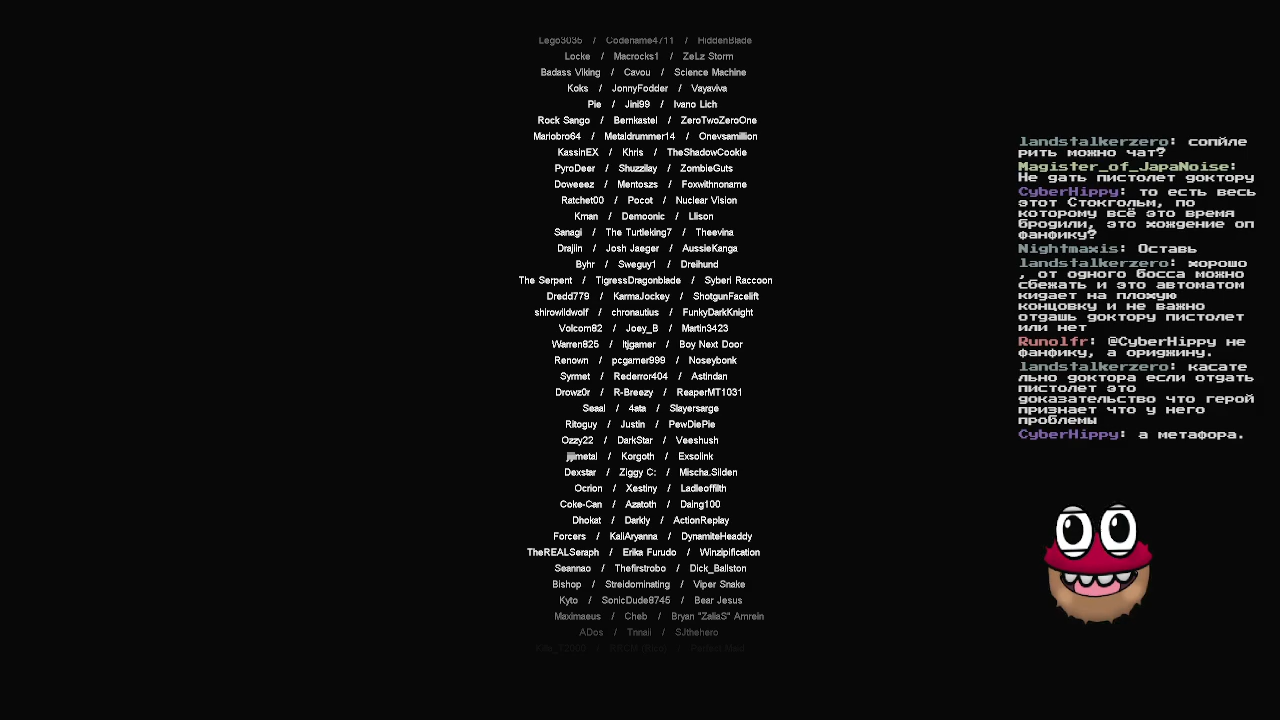 Lego3035 / Codename4711 / HiddenBlade
Locke / Macrocks1 / ZeLz Storm
Badass Viking / Cavou / Science Machine
Koks / JonnyFodder / Vayaviva
Pie / Jini99 / Ivano Lich
Rock Sango / Bernkastel / ZeroTwoZeroOne
Mariobro64 / Metaldrummer14 / Onevsamillion
KassinEX / Khris / TheShadowCookie
PyroDeer / Shuzzilay / ZombieGuts
Doweeez / Mentoszs / Foxwithnoname
Ratchet00 / Pocot / Nuclear Vision
Kman / Demoonic / Llison
Sanagi / The Turtleking7 / Theevina
Drajlin / Josh Jaeger / AussieKanga
Byhr / Sweguy1 / Dreihund
The Serpent / TigressDragonblade / Syberi Raccoon
Dredd779 / KarmaJockey / ShotgunFacelift
shirowildwolf / chronautius / FunkyDarkKnight
Volcom82 / Joey_B / Martin3423
Warren825 / ltjgamer / Boy Next Door
Renown / pcgamer999 / Noseybonk
Syrmet / Rederror404 / Astindan
Drowz0r / R-Breezy / ReaperMT1031
Seaal / 4ata / Slayersarge
Ritoguy / Justin / PewDiePie
Ozzy22 / DarkStar / Veeshush
jijimetal / Korgoth / Exsolink
Dexstar / Ziggy C: / Mischa.Silden
Ocrion / Xestiny / Ladleoffilth
Coke-Can / Azatoth / Daing100
Dhokat / Darkly / ActionReplay
Forcers / KaliAryanna / DynamiteHeaddy
TheREALSeraph / Erika Furudo / Winzipification
Seannao / Thefirstrobo / Dick_Ballston
Bishop / Streidominating / Viper Snake
Kyto / SonicDude8745 / Bear Jesus
Maximaeus / Cheb / Bryan "ZaliaS" Amrein
ADos / Tnnaii / SJthehero
landstalkerzero: сопйле
рить можно чат?
Magister_of_JapaNoise:
Не дать пистолет доктору
CyberHippy: то есть весь
этот Стокгольм, по
которому всё это время
бродили, это хождение оп
фанфику?
Nightmaxis: Оставь
landstalkerzero: хорошо
, от одного босса можно
сбежать и это автоматом
кидает на плохую
концовку и не важно
отдашь доктору пистолет
или нет
Runolfr: @CyberHippy не
фанфику, а ориджину.
landstalkerzero: касате
льно доктора если отдать
пистолет это
доказательство что герой
признает что у него
проблемы
CyberHippy: а метафора.